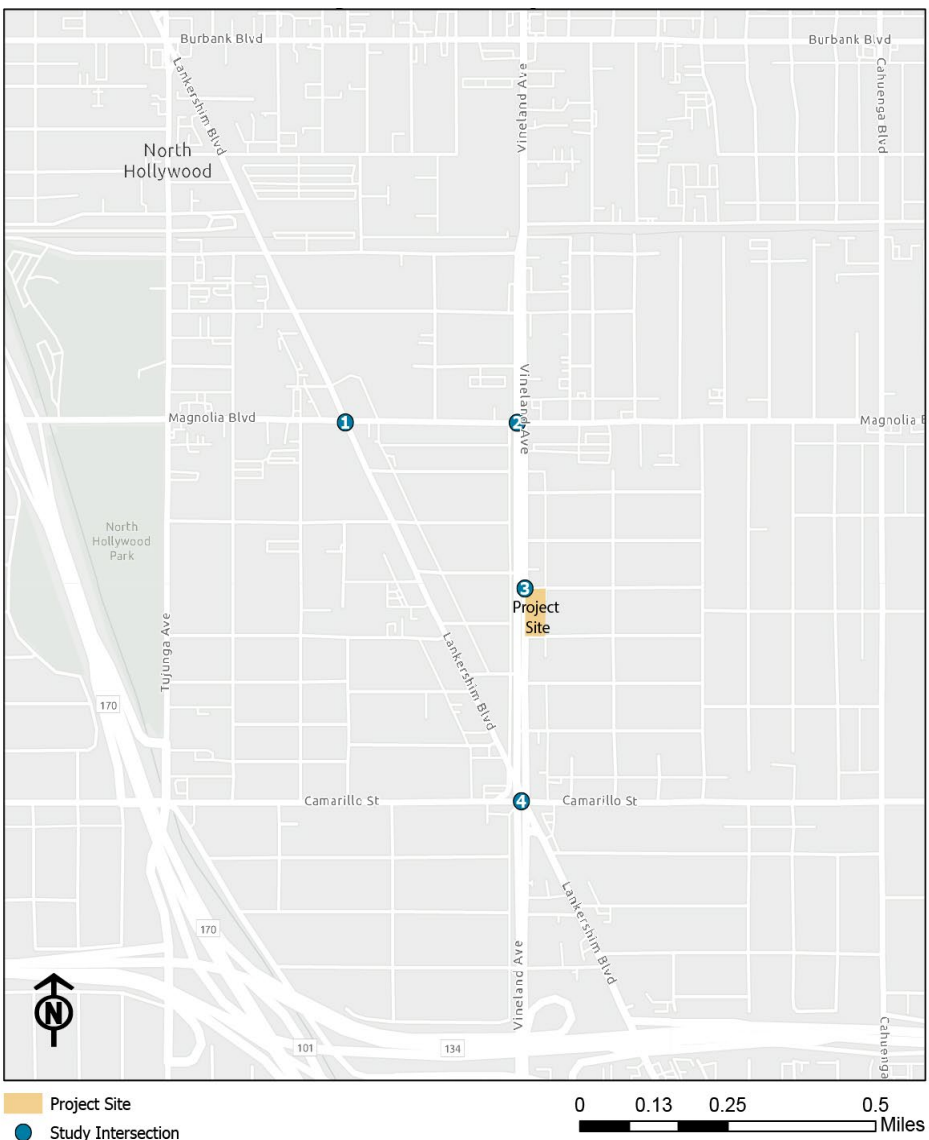 Burbank Blvd
Burbank Blvd
Lankershim Blvd
Vineland Ave
Cahuenga Blvd
North
Hollywood
Vineland Ave
Magnolia Blvd
1
2
Magnolia B
North
Hollywood
Park
3
Project
Site
Tujunga Ave
Lankershim Blvd
170
Camarillo St
4
Camarillo St
Lankershim Blvd
170
Vineland Ave
N
101
134
Cahuenga
Project Site
Study Intersection
0 0.13 0.25 0.5
Miles